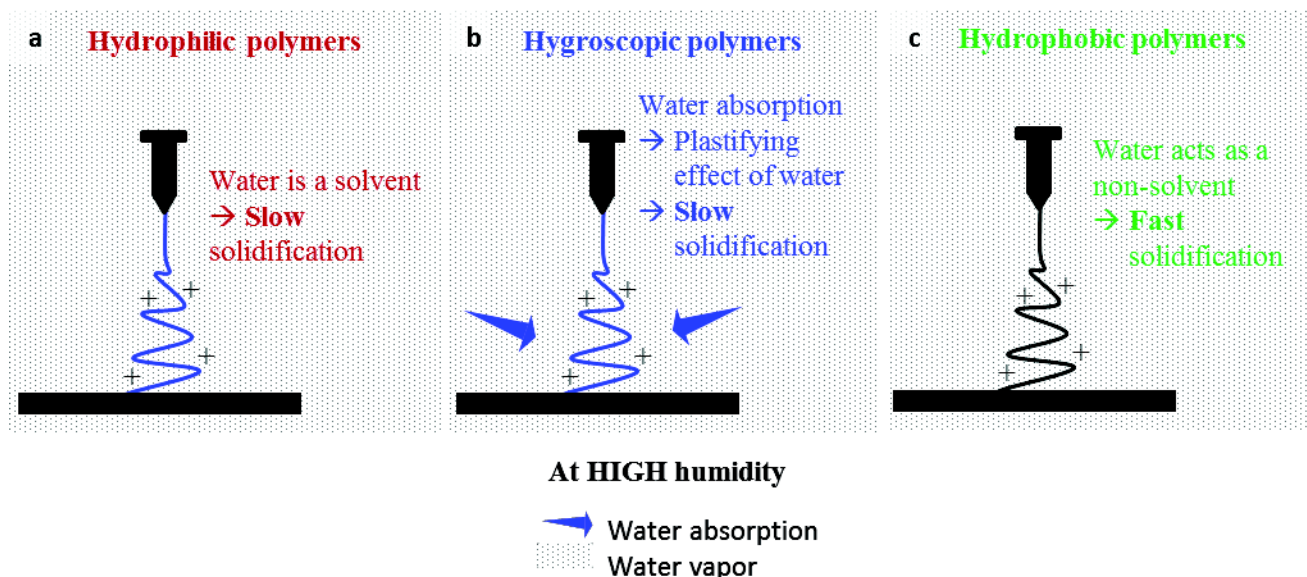 a
Hydrophilic polymers
Water is a solvent
→ Slow
solidification
+ +
+
+
b
Hygroscopic polymers
Water absorption
→ Plastifying
effect of water
→ Slow
solidification
+ +
+
+
c
Hydrophobic polymers
Water acts as a
non-solvent
→ Fast
solidification
+ +
+
+
At HIGH humidity
Water absorption
Water vapor